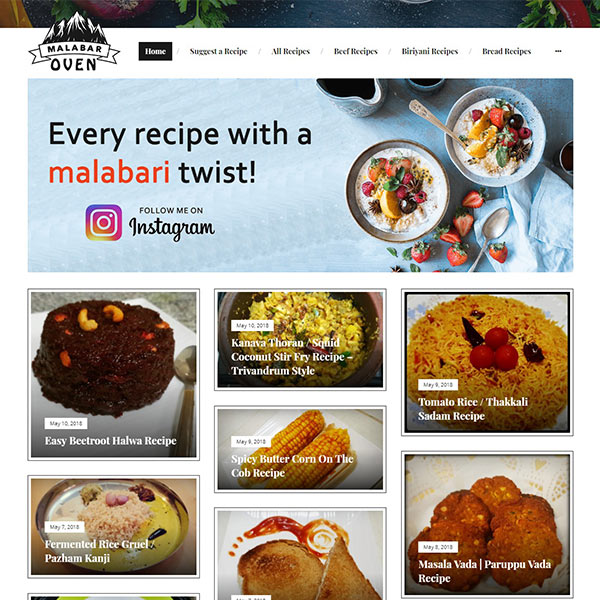 MALABAR
OVEN
Home / Suggest a Recipe / All Recipes / Beef Recipes / Biriyani Recipes / Bread Recipes ···
Every recipe with a
malabari twist!
FOLLOW ME ON
Instagram
May 10, 2018
Easy Beetroot Halwa Recipe
May 10, 2018
Kanava Thoran / Squid
Coconut Stir Fry Recipe –
Trivandrum Style
May 9, 2018
Tomato Rice / Thakkali
Sadam Recipe
May 9, 2018
Spicy Butter Corn On The
Cob Recipe
May 7, 2018
Fermented Rice Gruel /
Pazham Kanji
May 8, 2018
Masala Vada | Paruppu Vada
Recipe